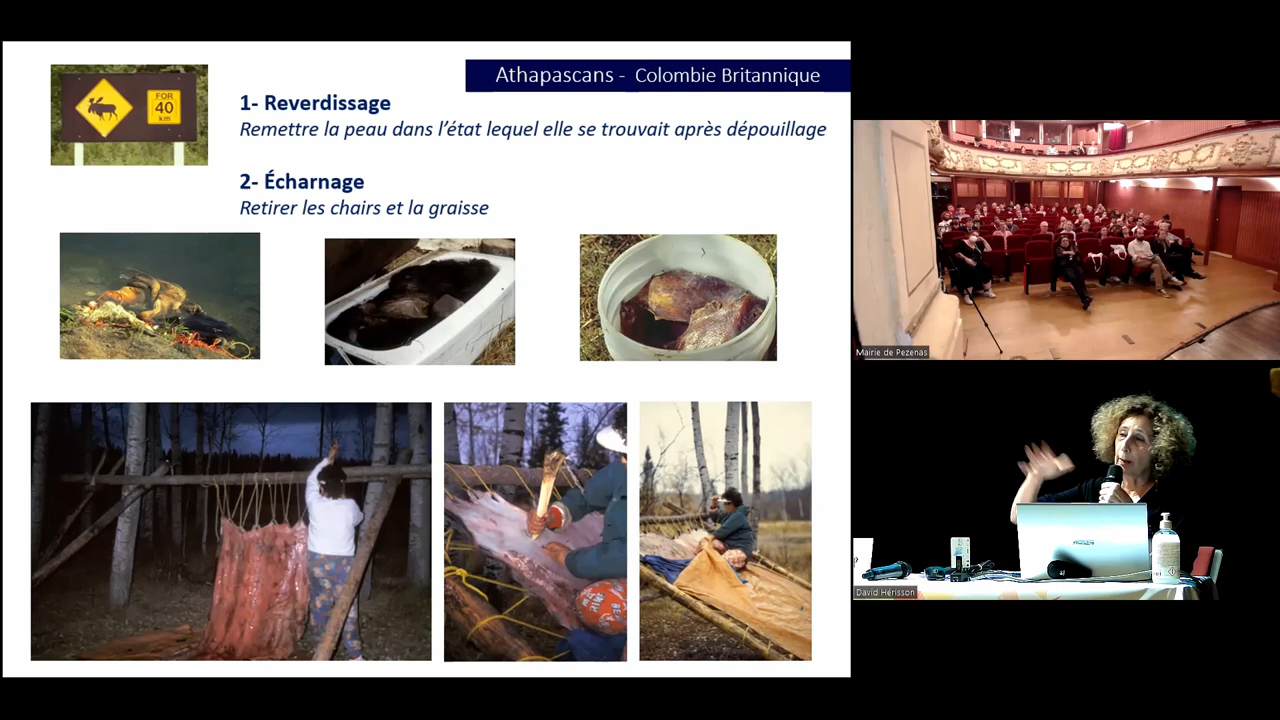 Athapascans - Colombie Britannique
FOR
40
km
1- Reverdissage
Remettre la peau dans l'état lequel elle se trouvait après dépouillage
2- Écharnage
Retirer les chairs et la graisse
Mairie de Pezenas
David Herisson